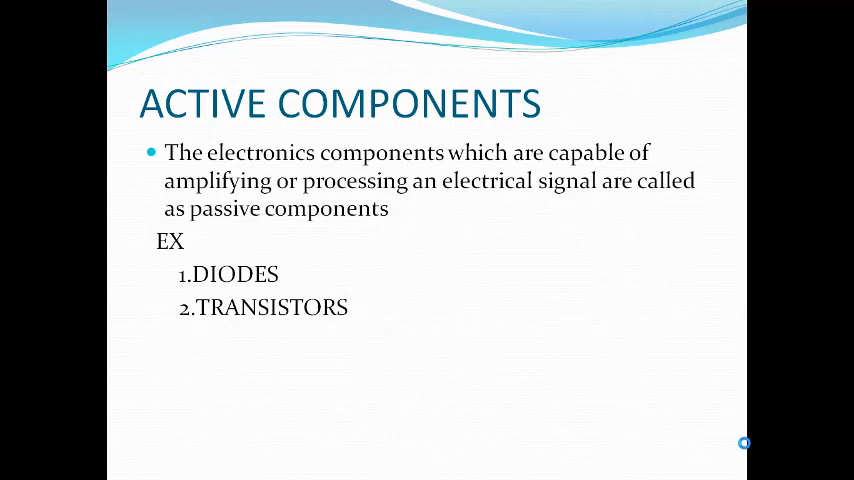 ACTIVE COMPONENTS
The electronics components which are capable of
amplifying or processing an electrical signal are called
as passive components
EX
1.DIODES
2.TRANSISTORS